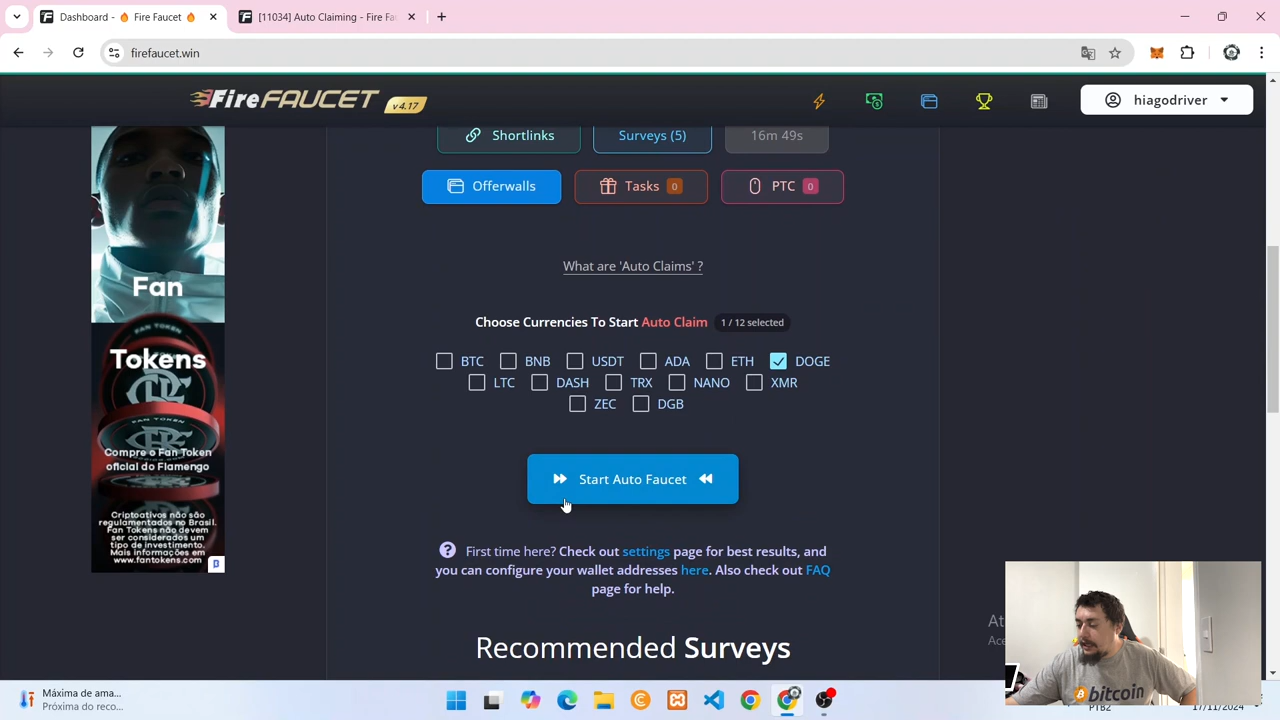 Dashboard - 🔥 Fire Faucet 🔥
[11034] Auto Claiming - Fire Fa
firefaucet.win
Fire FAUCET v4.17
hiagodriver
Shortlinks
Surveys (5)
16m 49s
Offerwalls
Tasks 0
PTC 0
What are 'Auto Claims' ?
Choose Currencies To Start Auto Claim 1 / 12 selected
BTC BNB USDT ADA ETH DOGE
LTC DASH TRX NANO XMR
ZEC DGB
Start Auto Faucet
First time here? Check out settings page for best results, and
you can configure your wallet addresses here. Also check out FAQ
page for help.
Recommended Surveys
Fan
Tokens
Compre o Fan Token
oficial do Flamengo
Criptoativos não são
regulamentados no Brasil.
Fan Tokens não devem
ser considerados um
tipo de investimento.
Mais informações em
www.fantokens.com
At
Ace
bitcoin
Máxima de ama...
Próxima do reco...
PTB2
17/11/2024